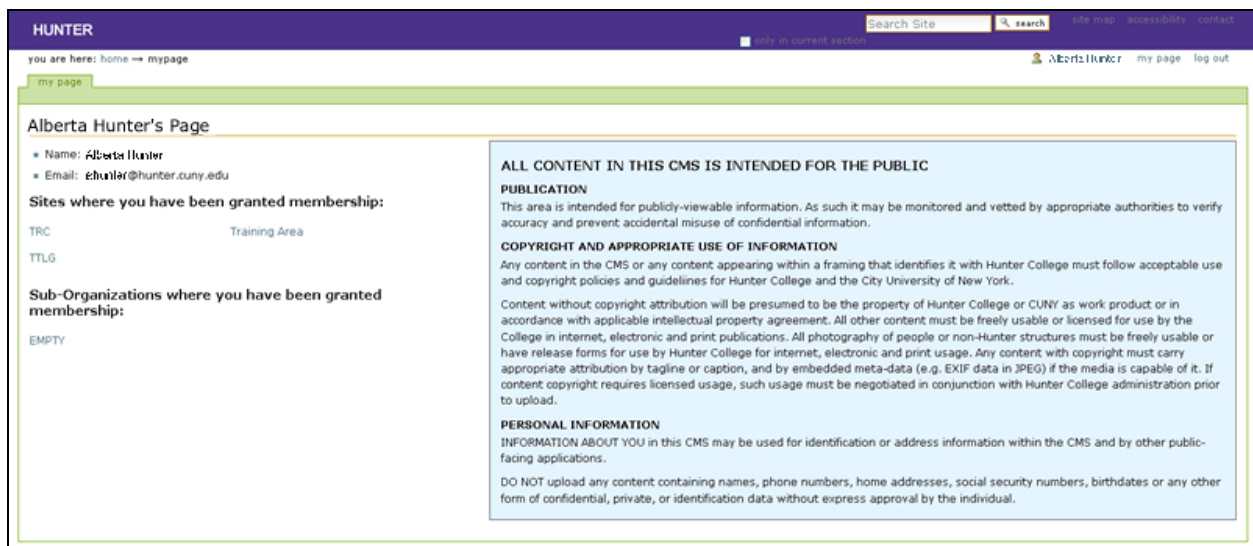 HUNTER
Search Site
search
site map accessibility contact
only in current section
you are here: home → mypage
Alberta Hunter my page log out
my page
Alberta Hunter's Page
Name: Alberta Hunter
Email: @hunter.cuny.edu
Sites where you have been granted membership:
TRC Training Area
TTLG
Sub-Organizations where you have been granted
membership:
EMPTY
ALL CONTENT IN THIS CMS IS INTENDED FOR THE PUBLIC
PUBLICATION
This area is intended for publicly-viewable information. As such it may be monitored and vetted by appropriate authorities to verify
accuracy and prevent accidental misuse of confidential information.
COPYRIGHT AND APPROPRIATE USE OF INFORMATION
Any content in the CMS or any content appearing within a framing that identifies it with Hunter College must follow acceptable use
and copyright policies and guidelines for Hunter College and the City University of New York.
Content without copyright attribution will be presumed to be the property of Hunter College or CUNY as work product or in
accordance with applicable intellectual property agreement. All other content must be freely usable or licensed for use by the
College in internet, electronic and print publications. All photography of people or non-Hunter structures must be freely usable or
have release forms for use by Hunter College for internet, electronic and print usage. Any content with copyright must carry
appropriate attribution by tagline or caption, and by embedded meta-data (e.g. EXIF data in JPEG) if the media is capable of it. If
content copyright requires licensed usage, such usage must be negotiated in conjunction with Hunter College administration prior
to upload.
PERSONAL INFORMATION
INFORMATION ABOUT YOU in this CMS may be used for identification or address information within the CMS and by other public-
facing applications.
DO NOT upload any content containing names, phone numbers, home addresses, social security numbers, birthdates or any other
form of confidential, private, or identification data without express approval by the individual.